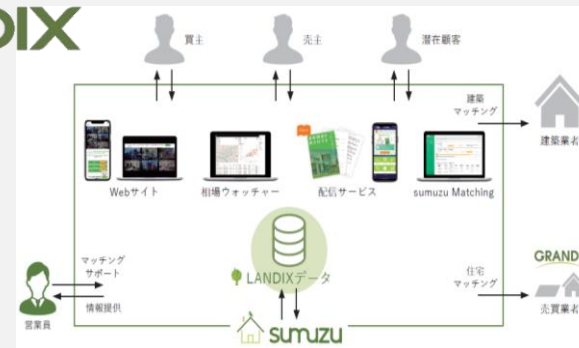 DIX
買主
売主
潜在顧客
建築
マッチング
建築業者
Webサイト
相場ウォッチャー
配信サービス
sumuzu Matching
LANDIXデータ
マッチング
サポート
情報提供
営業員
住宅
マッチング
GRAND
売買業者
sumuzu